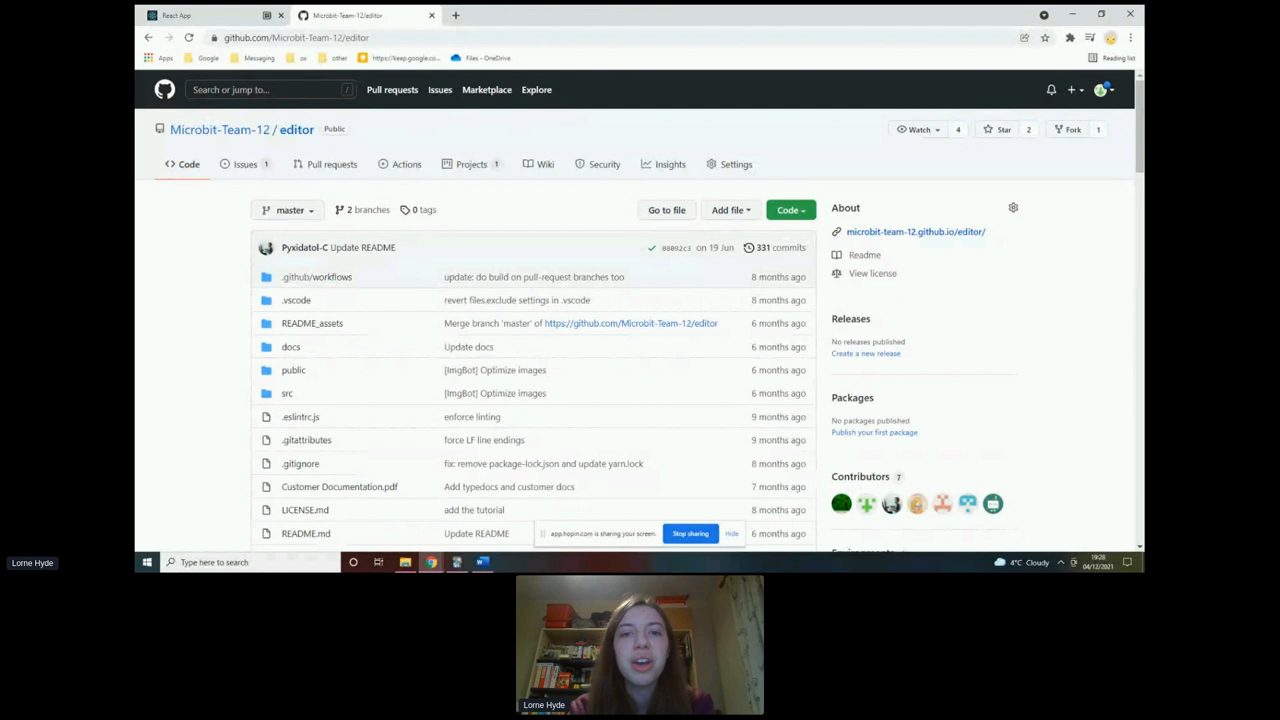 React App
Microbit-Team-12/editor
github.com/Microbit-Team-12/editor
Apps
Google
Messaging
ox
other
https://keep.google.co...
Files - OneDrive
Reading list
Search or jump to...
/
Pull requests
Issues
Marketplace
Explore
Microbit-Team-12 / editor
Public
Watch
4
Star
2
Fork
1
Code
Issues 1
Pull requests
Actions
Projects 1
Wiki
Security
Insights
Settings
master
2 branches
0 tags
Go to file
Add file
Code
Pyxidatol-C Update README
08092c3 on 19 Jun
331 commits
.github/workflows
update: do build on pull-request branches too
8 months ago
.vscode
revert files.exclude settings in .vscode
8 months ago
README_assets
Merge branch 'master' of https://github.com/Microbit-Team-12/editor
6 months ago
docs
Update docs
6 months ago
public
[ImgBot] Optimize images
6 months ago
src
[ImgBot] Optimize images
6 months ago
.eslintrc.js
enforce linting
9 months ago
.gitattributes
force LF line endings
9 months ago
.gitignore
fix: remove package-lock.json and update yarn.lock
8 months ago
Customer Documentation.pdf
Add typedocs and customer docs
7 months ago
LICENSE.md
add the tutorial
8 months ago
README.md
Update README
6 months ago
About
microbit-team-12.github.io/editor/
Readme
View license
Releases
No releases published
Create a new release
Packages
No packages published
Publish your first package
Contributors 7
app.hopin.com is sharing your screen.
Stop sharing
Hide
Type here to search
4°C Cloudy
19:28
04/12/2021
Lorne Hyde
Lorne Hyde